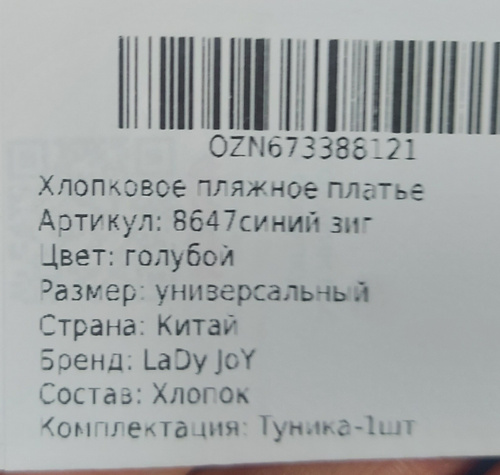 OZN673388121
Хлопковое пляжное платье
Артикул: 8647синий зиг
Цвет: голубой
Размер: универсальный
Страна: Китай
Бренд: LaDy JoY
Состав: Хлопок
Комплектация: Туника-1шт